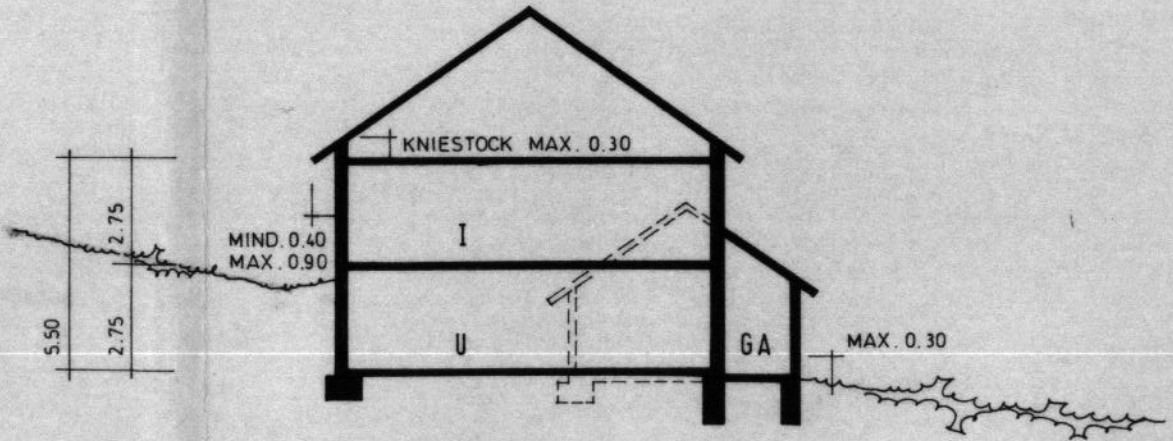 KNIESTOCK MAX. 0.30
2.75
I
MIND. 0.40
MAX. 0.90
5.50
2.75
U
GA
MAX. 0.30